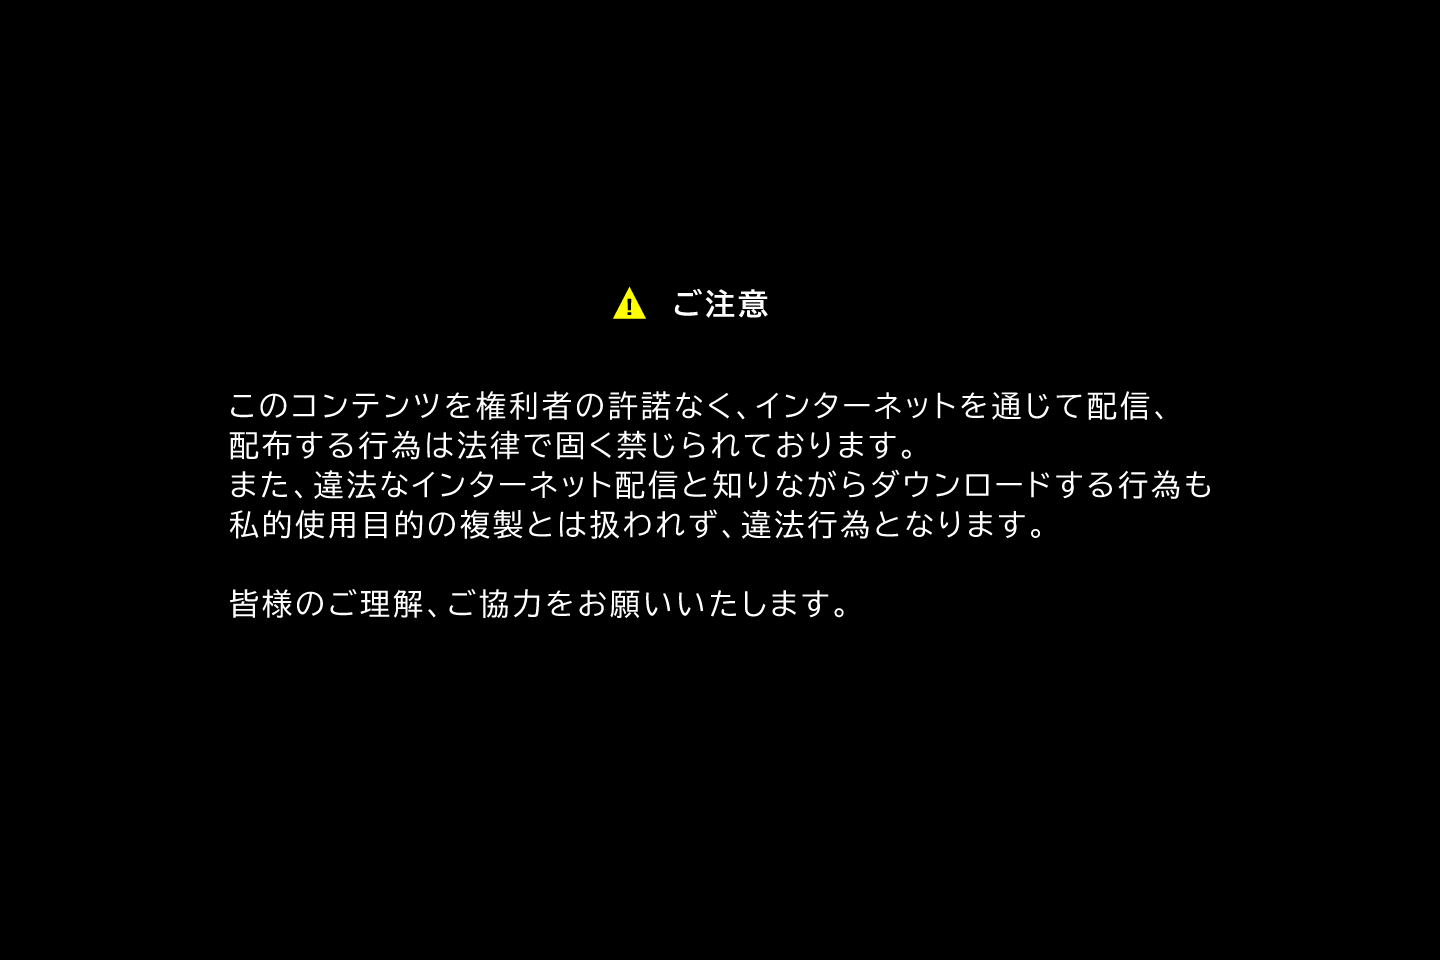 ご注意
このコンテンツを権利者の許諾なく、インターネットを通じて配信、
配布する行為は法律で固く禁じられております。
また、違法なインターネット配信と知りながらダウンロードする行為も
私的使用目的の複製とは扱われず、違法行為となります。
皆様のご理解、ご協力をお願いいたします。